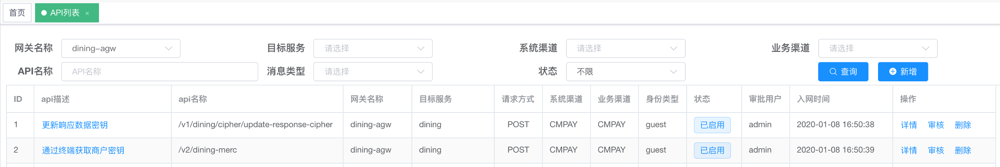 首页 API列表 ×
网关名称 dining-agw 目标服务 请选择 系统渠道 请选择 业务渠道 请选择
API名称 API名称 消息类型 请选择 状态 不限 查询 新增
ID api描述 api名称 网关名称 目标服务 请求方式 系统渠道 业务渠道 身份类型 状态 审批用户 入网时间 操作
1 更新响应数据密钥 /v1/dining/cipher/update-response-cipher dining-agw dining POST CMPAY CMPAY guest 已启用 admin 2020-01-08 16:50:38 详情 审核 删除
2 通过终端获取商户密钥 /v2/dining-merc dining-agw dining POST CMPAY CMPAY guest 已启用 admin 2020-01-08 16:50:39 详情 审核 删除